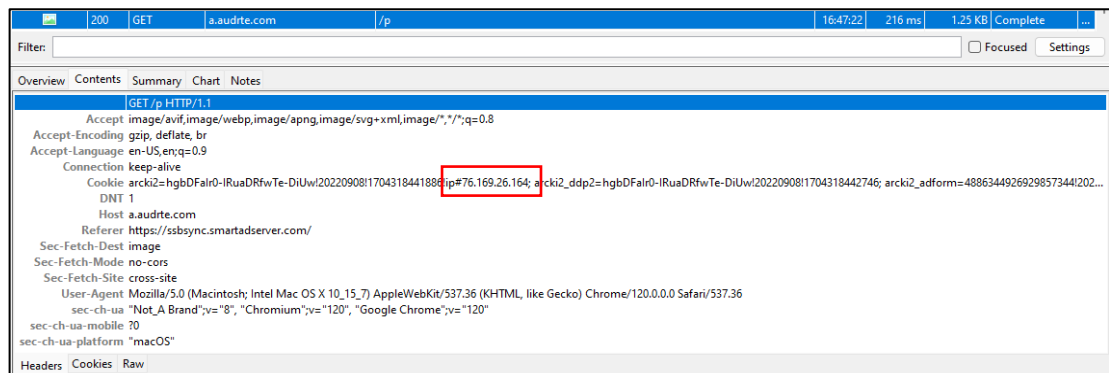 200 GET a.audrte.com /p 16:47:22 216 ms 1.25 KB Complete ...
Filter: Focused Settings
Overview Contents Summary Chart Notes
GET /p HTTP/1.1
Accept image/avif,image/webp,image/apng,image/svg+xml,image/*,*/*;q=0.8
Accept-Encoding gzip, deflate, br
Accept-Language en-US,en;q=0.9
Connection keep-alive
Cookie arcki2=hgbDFaIr0-IRuaDRfwTe-DiUw!20220908!1704318441886!ip#76.169.26.164; arcki2_ddp2=hgbDFaIr0-IRuaDRfwTe-DiUw!20220908!1704318442746; arcki2_adform=4886344926929857344!202...
DNT 1
Host a.audrte.com
Referer https://ssbsync.smartadserver.com/
Sec-Fetch-Dest image
Sec-Fetch-Mode no-cors
Sec-Fetch-Site cross-site
User-Agent Mozilla/5.0 (Macintosh; Intel Mac OS X 10_15_7) AppleWebKit/537.36 (KHTML, like Gecko) Chrome/120.0.0.0 Safari/537.36
sec-ch-ua "Not_A Brand";v="8", "Chromium";v="120", "Google Chrome";v="120"
sec-ch-ua-mobile ?0
sec-ch-ua-platform "macOS"
Headers Cookies Raw